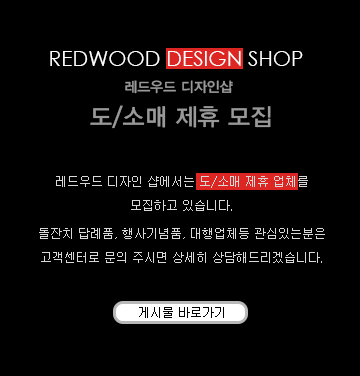 REDWOOD DESIGN SHOP
레드우드 디자인샵
도/소매 제휴 모집
레드우드 디자인 샵에서는 도/소매 제휴 업체를
모집하고 있습니다.
돌잔치 답례품, 행사기념품, 대행업체등 관심있는분은
고객센터로 문의 주시면 상세히 상담해드리겠습니다.
게시물 바로가기